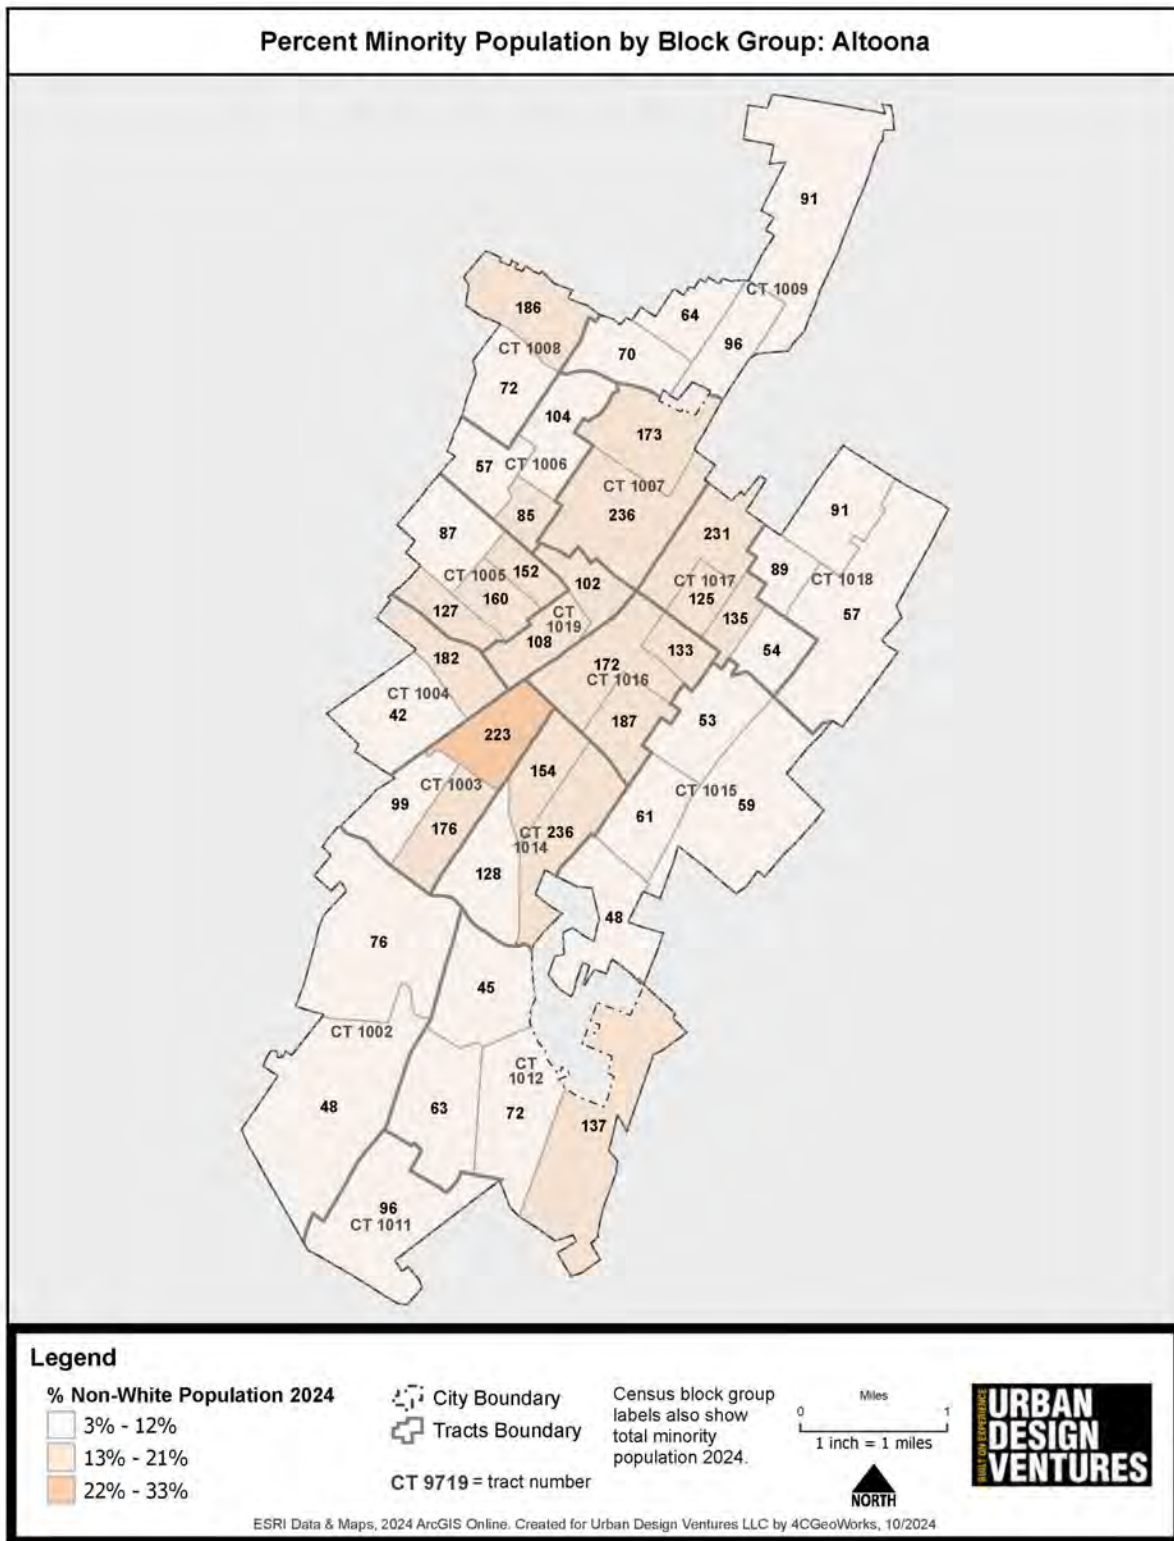 Percent Minority Population by Block Group: Altoona
91
CT 1009
186
64
CT 1008
96
70
72
104
173
57
CT 1006
CT 1007
91
85
236
87
231
89
152
CT 1005
102
CT 1017
CT 1018
160
125
127
CT
1019
135
57
108
133
54
182
172
CT 1016
CT 1004
42
187
53
223
154
CT 1003
CT 1015
99
59
61
176
CT
1014
236
128
48
76
45
CT 1002
CT
1012
48
63
72
137
96
CT 1011
Legend
% Non-White Population 2024
3% - 12%
13% - 21%
22% - 33%
City Boundary
Tracts Boundary
CT 9719 = tract number
Census block group
labels also show
total minority
population 2024.
Miles
0 1
1 inch = 1 miles
NORTH
BUILT ON EXPERIENCE
URBAN
DESIGN
VENTURES
ESRI Data & Maps, 2024 ArcGIS Online. Created for Urban Design Ventures LLC by 4CGeoWorks, 10/2024